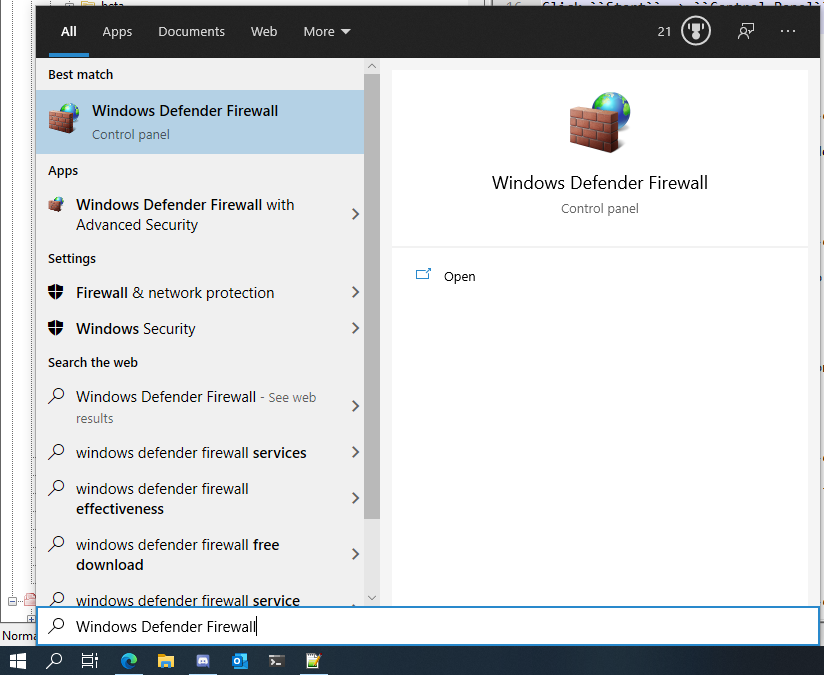 All
Apps
Documents
Web
More
21
Best match
Windows Defender Firewall
Control panel
Apps
Windows Defender Firewall with
Advanced Security
Settings
Firewall & network protection
Windows Security
Search the web
Windows Defender Firewall - See web
results
windows defender firewall services
windows defender firewall
effectiveness
windows defender firewall free
download
windows defender firewall service
Windows Defender Firewall
Control panel
Open
Windows Defender Firewall